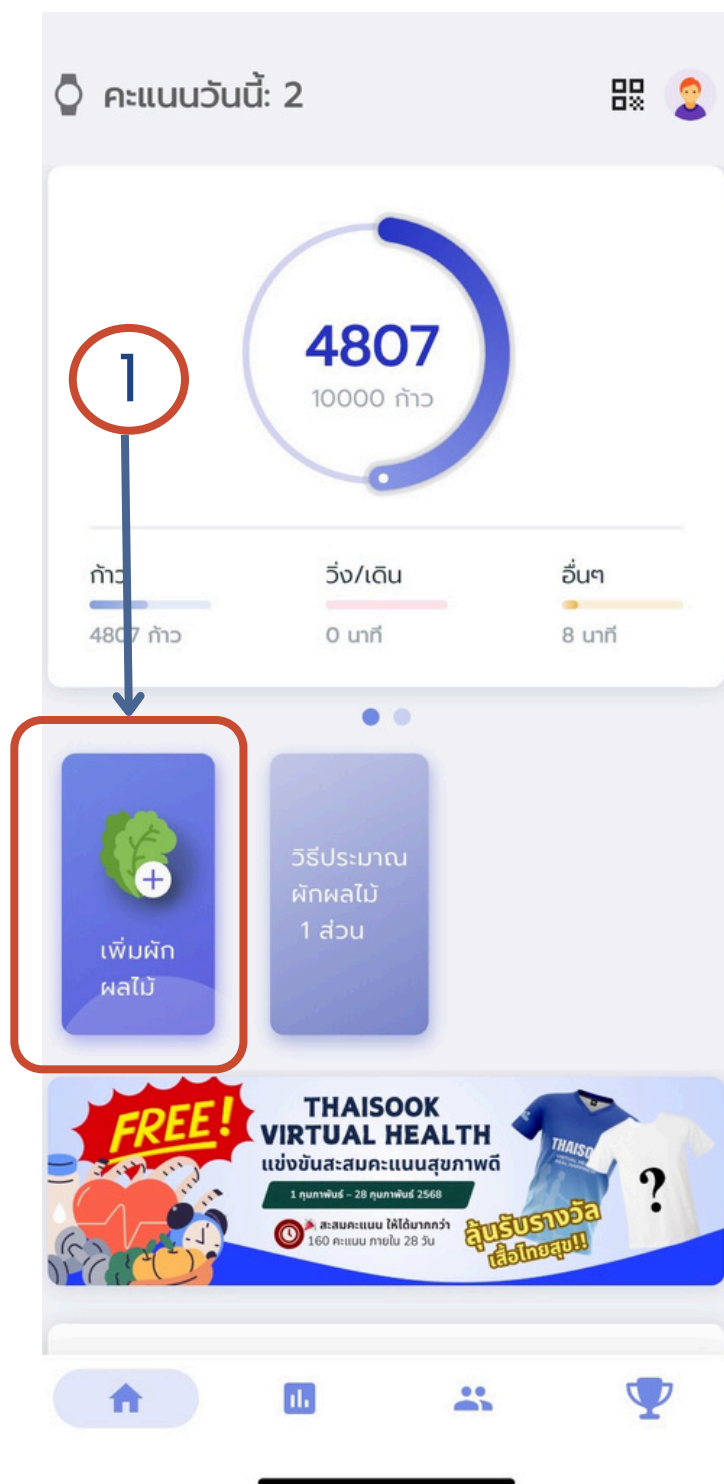 คะแนนวันนี้: 2
4807
10000 ก้าว
1
ก้าว
วิ่ง/เดิน
อื่นๆ
4807 ก้าว
0 นาที
8 นาที
เพิ่มผัก
ผลไม้
วิธีประมาณ
ผักผลไม้
1 ส่วน
FREE!
THAISOOK
VIRTUAL HEALTH
แข่งขันสะสมคะแนนสุขภาพดี
1 กุมภาพันธ์ – 28 กุมภาพันธ์ 2568
สะสมคะแนน ให้ได้มากกว่า
160 คะแนน ภายใน 28 วัน
THAISO
?
ลุ้นรับรางวัล
เสื้อไทยสุข!!